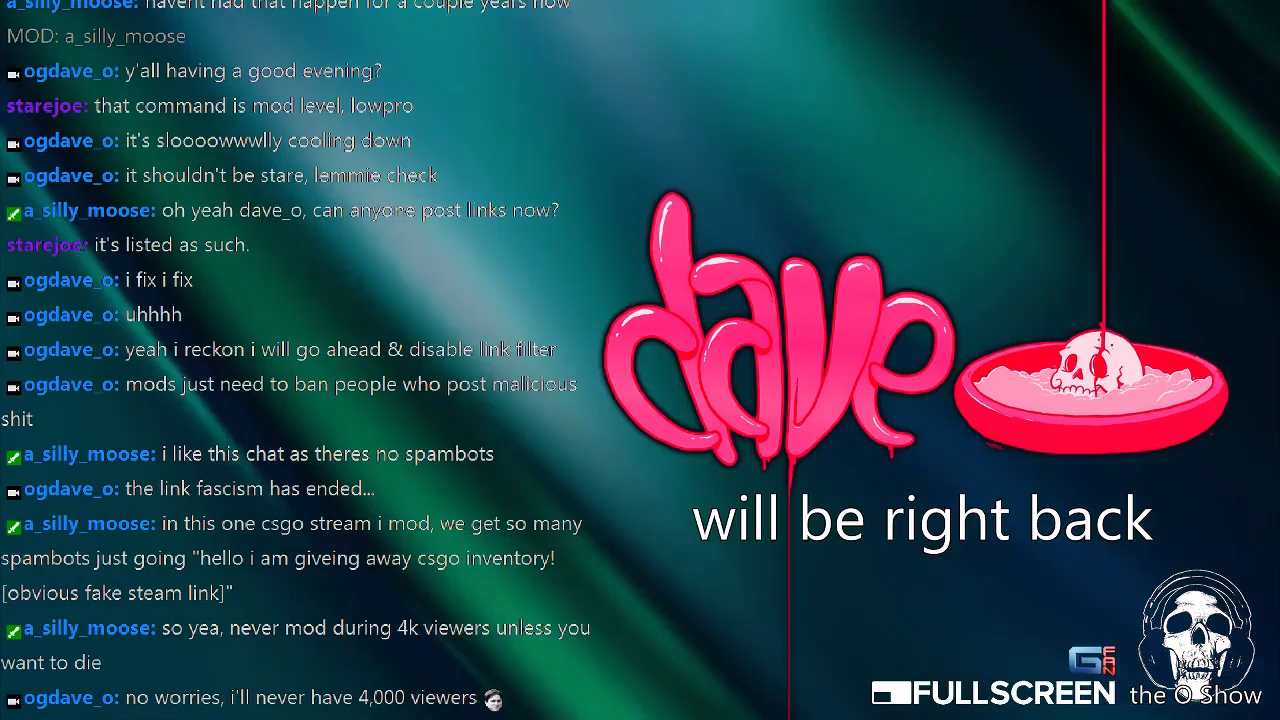 a_silly_moose: havent had that happen for a couple years now
MOD: a_silly_moose
ogdave_o: y'all having a good evening?
starejoe: that command is mod level, lowpro
ogdave_o: it's sloooowwwlly cooling down
ogdave_o: it shouldn't be stare, lemmie check
a_silly_moose: oh yeah dave_o, can anyone post links now?
starejoe: it's listed as such.
ogdave_o: i fix i fix
ogdave_o: uhhhh
ogdave_o: yeah i reckon i will go ahead & disable link filter
ogdave_o: mods just need to ban people who post malicious
shit
a_silly_moose: i like this chat as theres no spambots
ogdave_o: the link fascism has ended...
a_silly_moose: in this one csgo stream i mod, we get so many
spambots just going "hello i am giveing away csgo inventory!
[obvious fake steam link]"
a_silly_moose: so yea, never mod during 4k viewers unless you
want to die
ogdave_o: no worries, i'll never have 4,000 viewers
dave
will be right back
G FAN
FULLSCREEN
the O Show